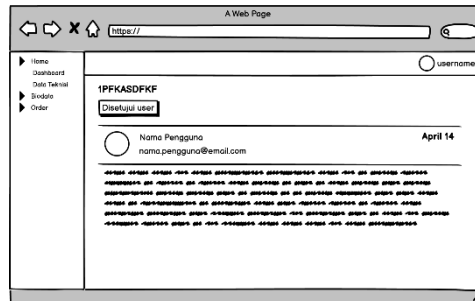 A Web Page
https://
Home
Dashboard
Data Teknisi
Biodata
Order
username
1PFKASDFKF
Disetujui user
Nama Pengguna
April 14
nama.pengguna@email.com